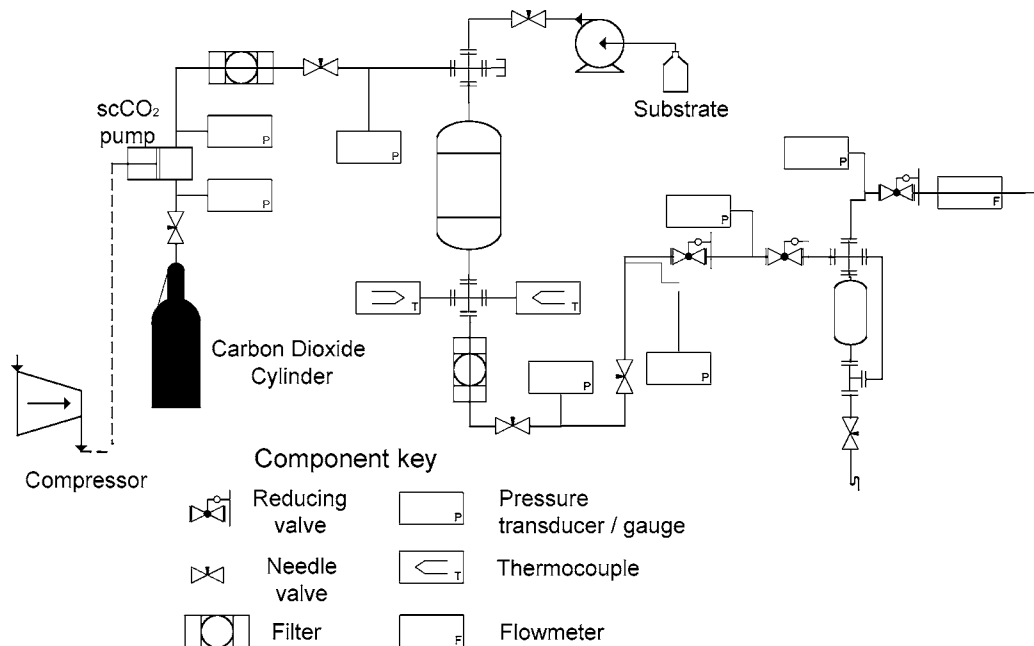 scCO₂
pump
P
P
P
Substrate
P
F
P
T
T
P
P
Carbon Dioxide
Cylinder
Compressor
Component key
Reducing
valve
P
Pressure
transducer / gauge
Needle
valve
T
Thermocouple
Filter
F
Flowmeter